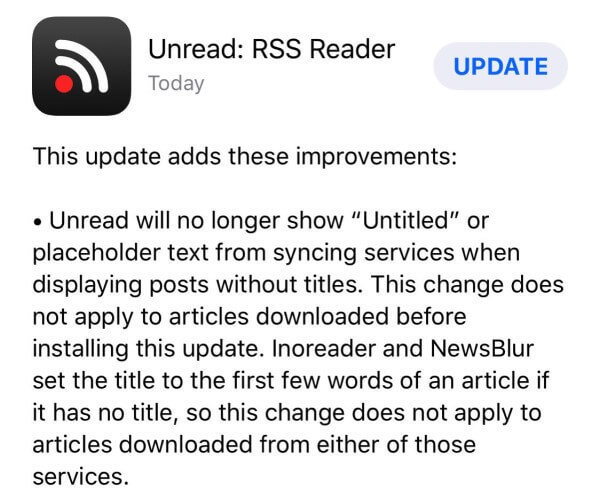 Unread: RSS Reader
Today
UPDATE
This update adds these improvements:
• Unread will no longer show “Untitled” or
placeholder text from syncing services when
displaying posts without titles. This change does
not apply to articles downloaded before
installing this update. Inoreader and NewsBlur
set the title to the first few words of an article if
it has no title, so this change does not apply to
articles downloaded from either of those
services.